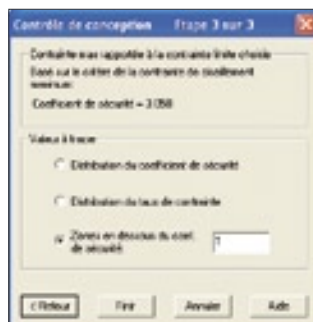 Contrôle de conception Etape 3 sur 3
Contrainte max rapportée à la contrainte limite choisie
Basé sur le critère de la contrainte de cisaillement
maximum
Coefficient de sécurité = 3.058
Valeur à tracer
Distribution du coefficient de sécurité
Distribution du taux de contrainte
Zones en dessous du coef.
de sécurité
1
< Retour
Finir
Annuler
Aide